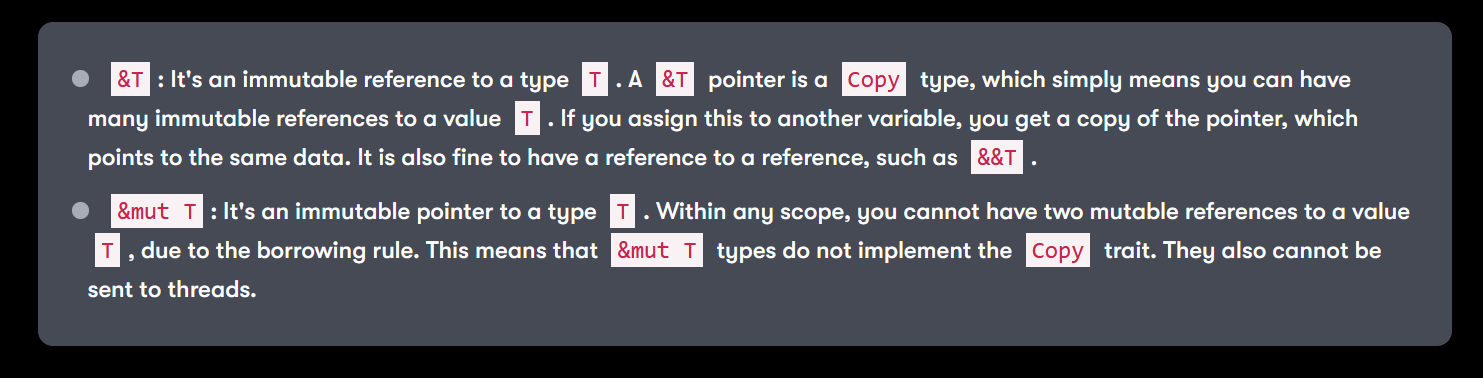 &T : It's an immutable reference to a type T . A &T pointer is a Copy type, which simply means you can have
many immutable references to a value T . If you assign this to another variable, you get a copy of the pointer, which
points to the same data. It is also fine to have a reference to a reference, such as &&T .
&mut T : It's an immutable pointer to a type T . Within any scope, you cannot have two mutable references to a value
T , due to the borrowing rule. This means that &mut T types do not implement the Copy trait. They also cannot be
sent to threads.